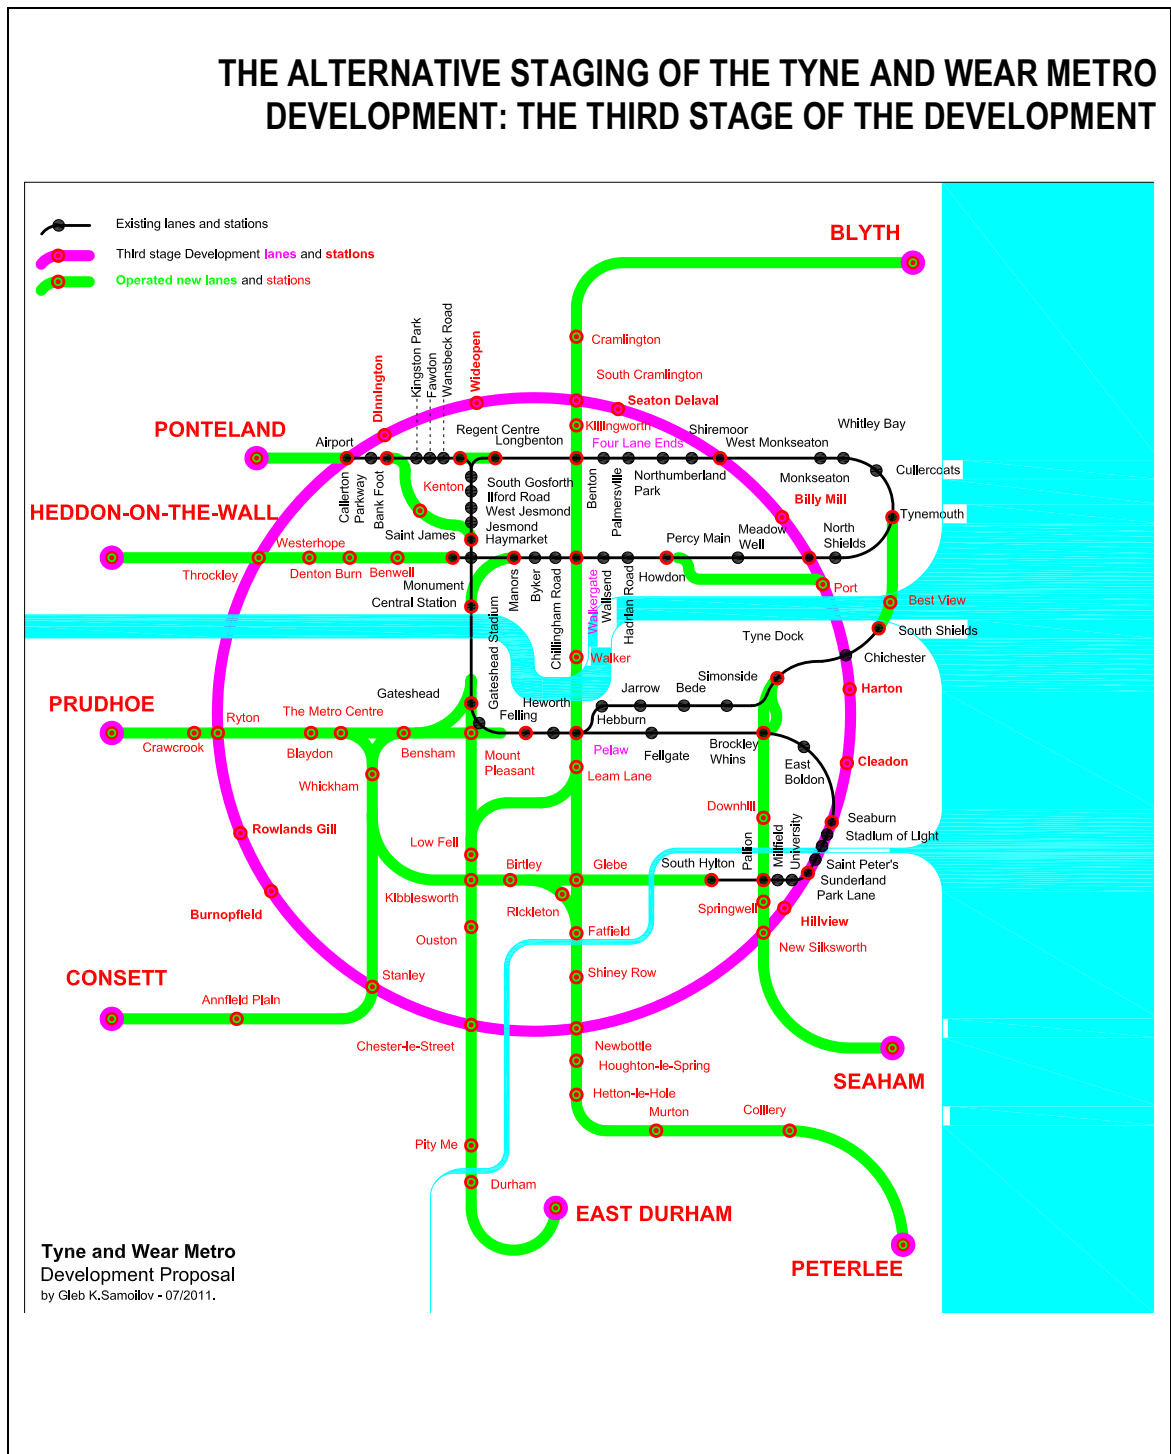 THE ALTERNATIVE STAGING OF THE TYNE AND WEAR METRO
DEVELOPMENT: THE THIRD STAGE OF THE DEVELOPMENT
Existing lanes and stations
Third stage Development lanes and stations
Operated new lanes and stations
BLYTH
Cramlington
South Cramlington
Seaton Delaval
Killingworth
Kingston Park
Fawdon
Wansbeck Road
Wideopen
Dinnington
PONTELAND
Airport
Regent Centre
Longbenton
Four Lane Ends
Shiremoor
West Monkseaton
Whitley Bay
Callerton
Parkway
Bank Foot
Kenton
South Gosforth
Ilford Road
West Jesmond
Jesmond
Haymarket
Benton
Palmersville
Northumberland
Park
Monkseaton
Cullercoats
Billy Mill
Tynemouth
HEDDON-ON-THE-WALL
Westerhope
Saint James
Percy Main
Meadow
Well
North
Shields
Throckley
Denton Burn
Benwell
Monument
Manors
Byker
Chillingham Road
Walkergate
Wallsend
Hadrian Road
Howdon
Port
Central Station
Best View
South Shields
Gateshead Stadium
Walker
Tyne Dock
Chichester
Simonside
Harton
Gateshead
Jarrow
Bede
Heworth
Felling
Hebburn
PRUDHOE
Ryton
The Metro Centre
Crawcrook
Blaydon
Bensham
Mount
Pleasant
Pelaw
Fellgate
Brockley
Whins
East
Boldon
Cleadon
Whickham
Leam Lane
Downhill
Seaburn
Rowlands Gill
Stadium of Light
Low Fell
Birtley
Glebe
South Hylton
Pallion
Millfield
University
Saint Peter's
Sunderland
Park Lane
Kibblesworth
Rickleton
Springwell
Hillview
Burnopfield
Ouston
Fatfield
New Silksworth
CONSETT
Stanley
Shiney Row
Annfield Plain
Chester-le-Street
Newbottle
Houghton-le-Spring
SEAHAM
Hetton-le-Hole
Murton
Colliery
Pity Me
Durham
EAST DURHAM
PETERLEE
Tyne and Wear Metro
Development Proposal
by Gleb K.Samoilov - 07/2011.